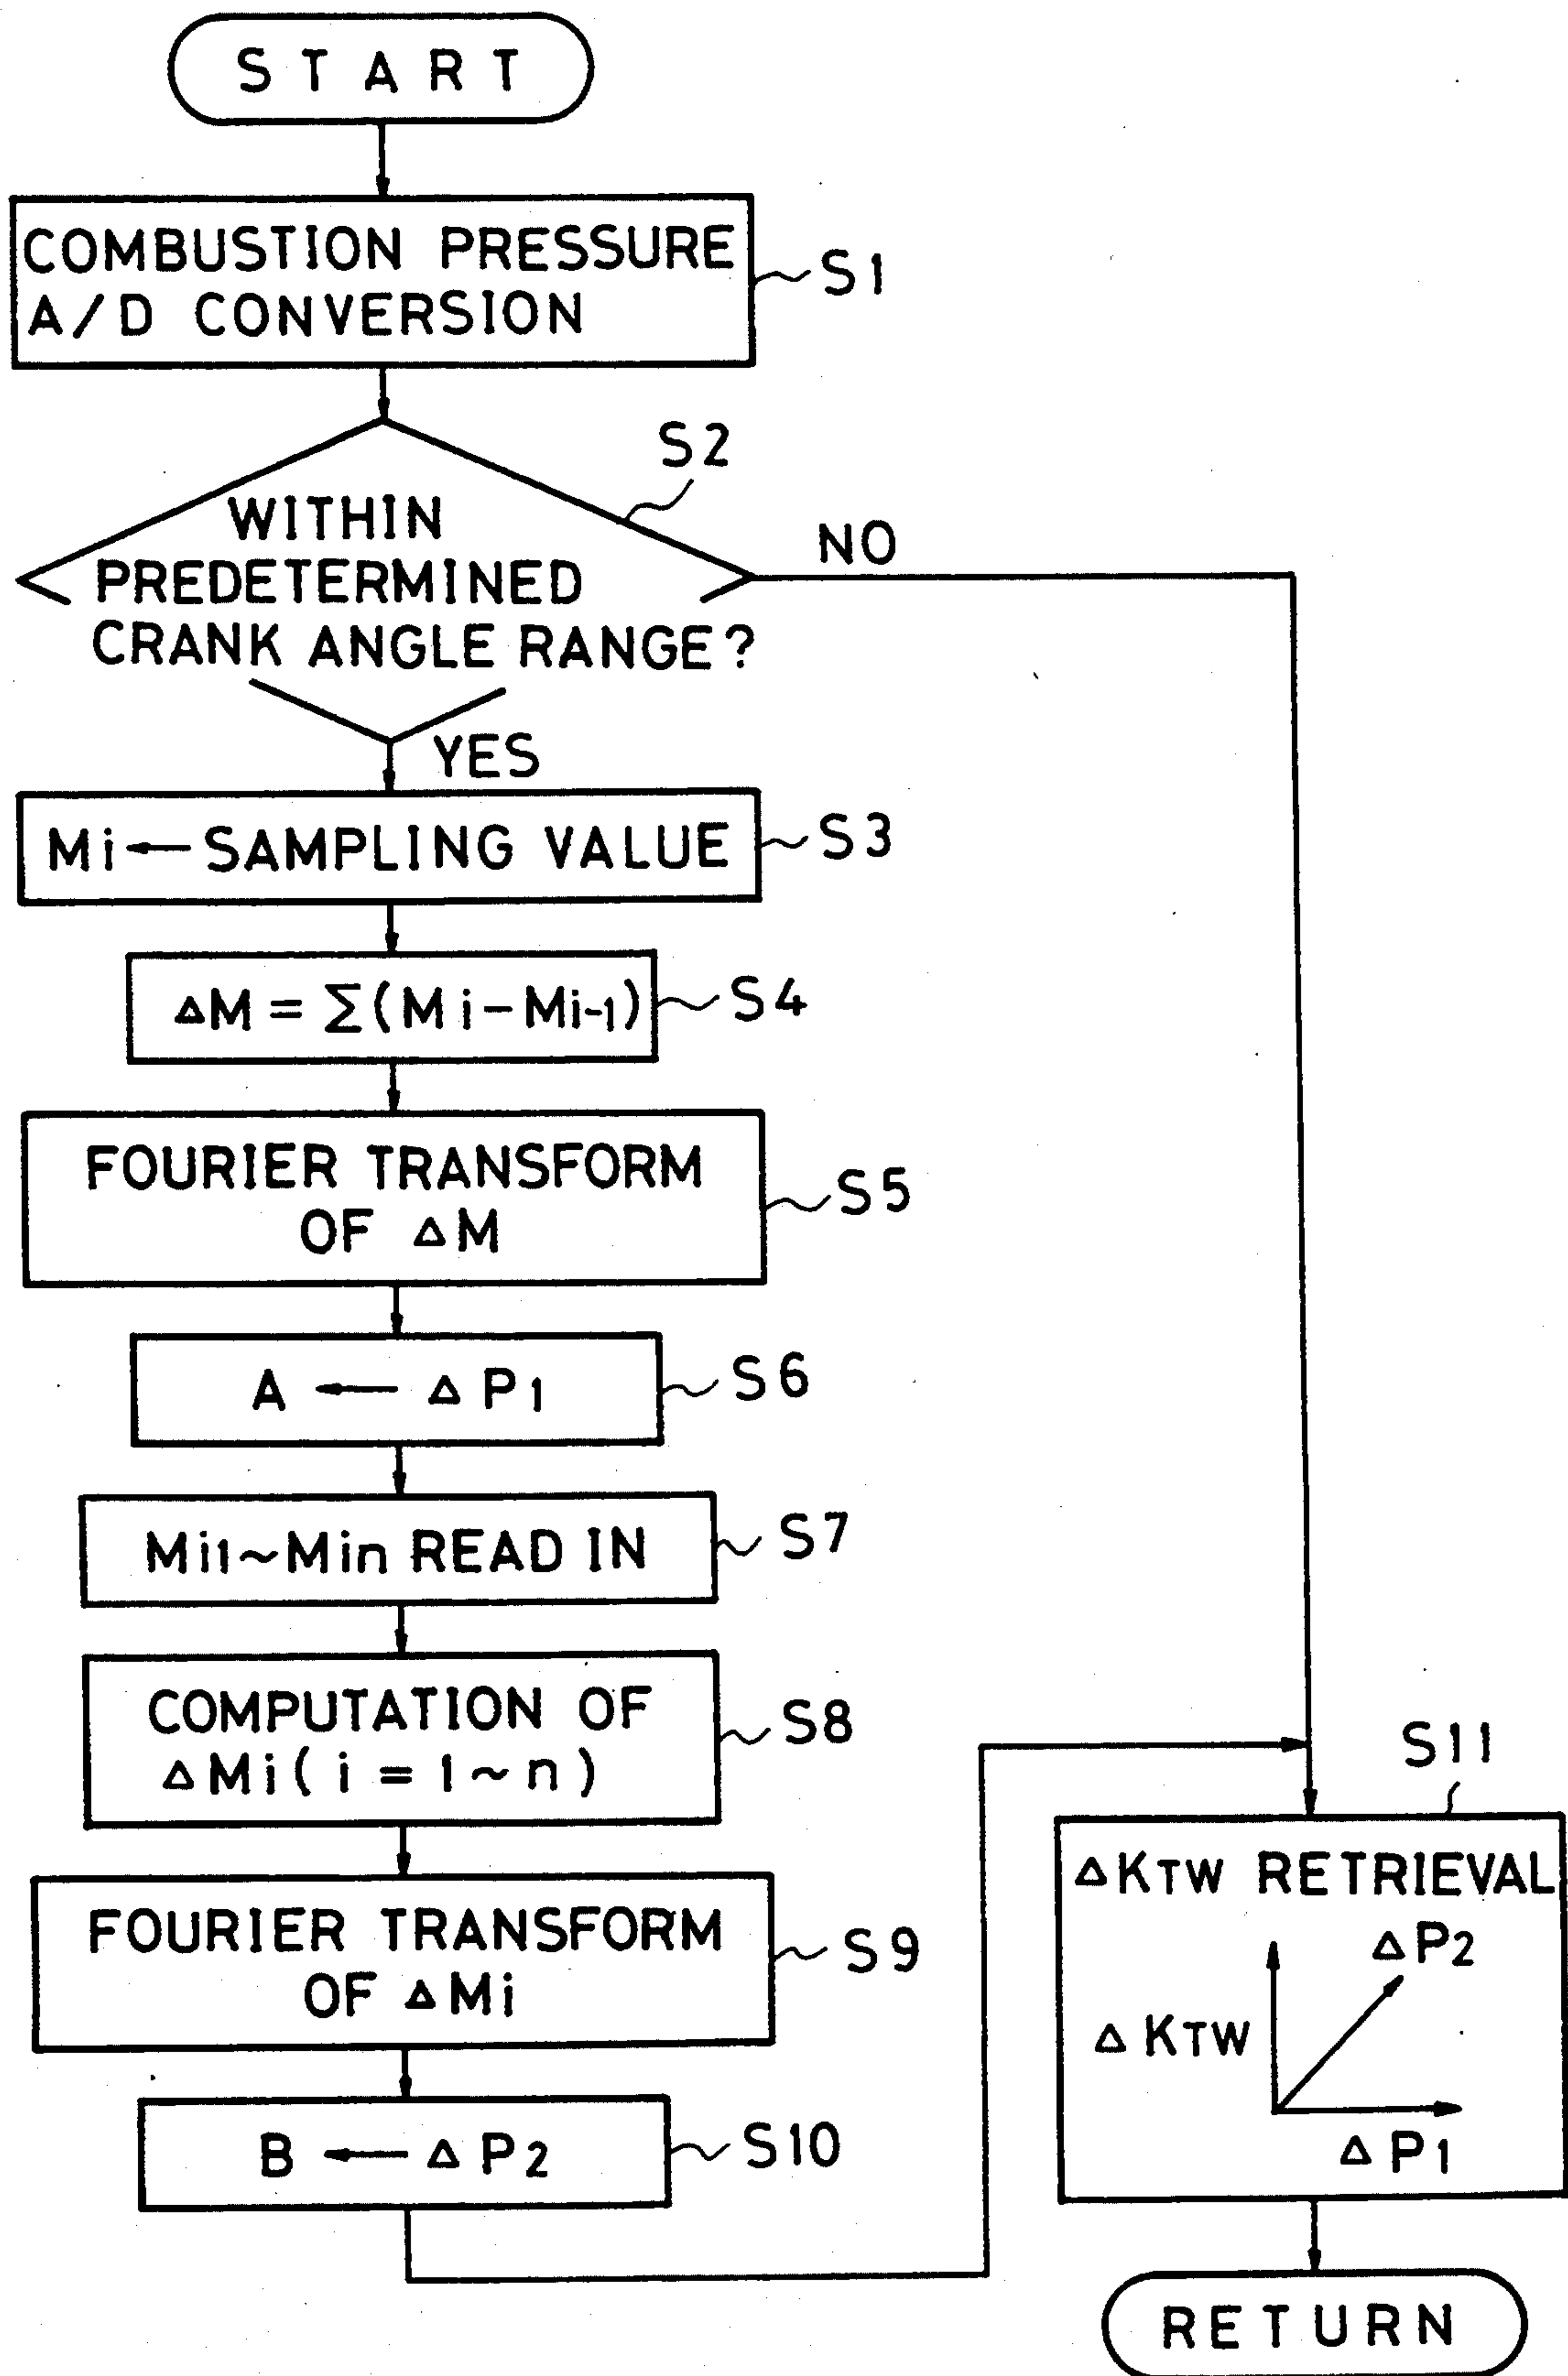 START
COMBUSTION PRESSURE
A/D CONVERSION
S1
S2
WITHIN
PREDETERMINED
CRANK ANGLE RANGE?
NO
YES
Mi←SAMPLING VALUE
S3
ΔM = Σ(Mi-Mi-1)
S4
FOURIER TRANSFORM
OF ΔM
S5
A ← ΔP1
S6
Mi1~Min READ IN
S7
COMPUTATION OF
ΔMi(i = 1~n)
S8
FOURIER TRANSFORM
OF ΔMi
S9
B ← ΔP2
S10
S11
ΔKTW RETRIEVAL
ΔP2
ΔKTW
ΔP1
RETURN